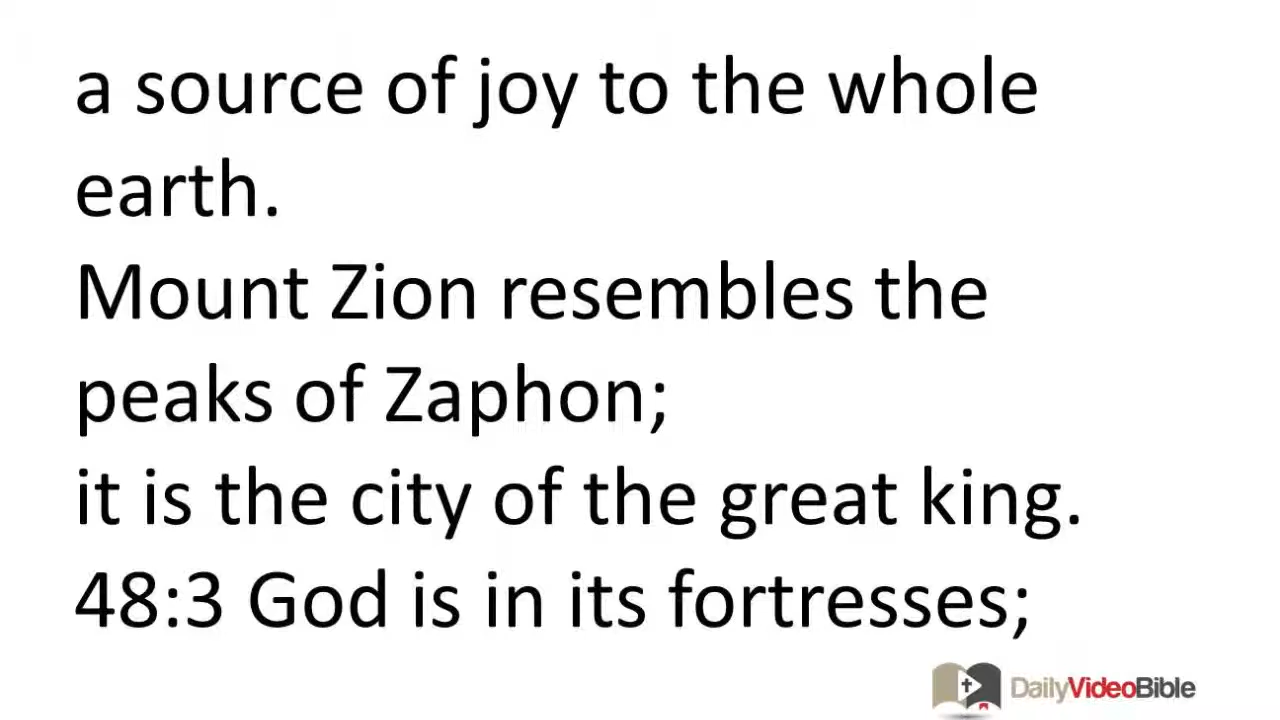 a source of joy to the whole
earth.
Mount Zion resembles the
peaks of Zaphon;
it is the city of the great king.
48:3 God is in its fortresses;
DailyVideoBible